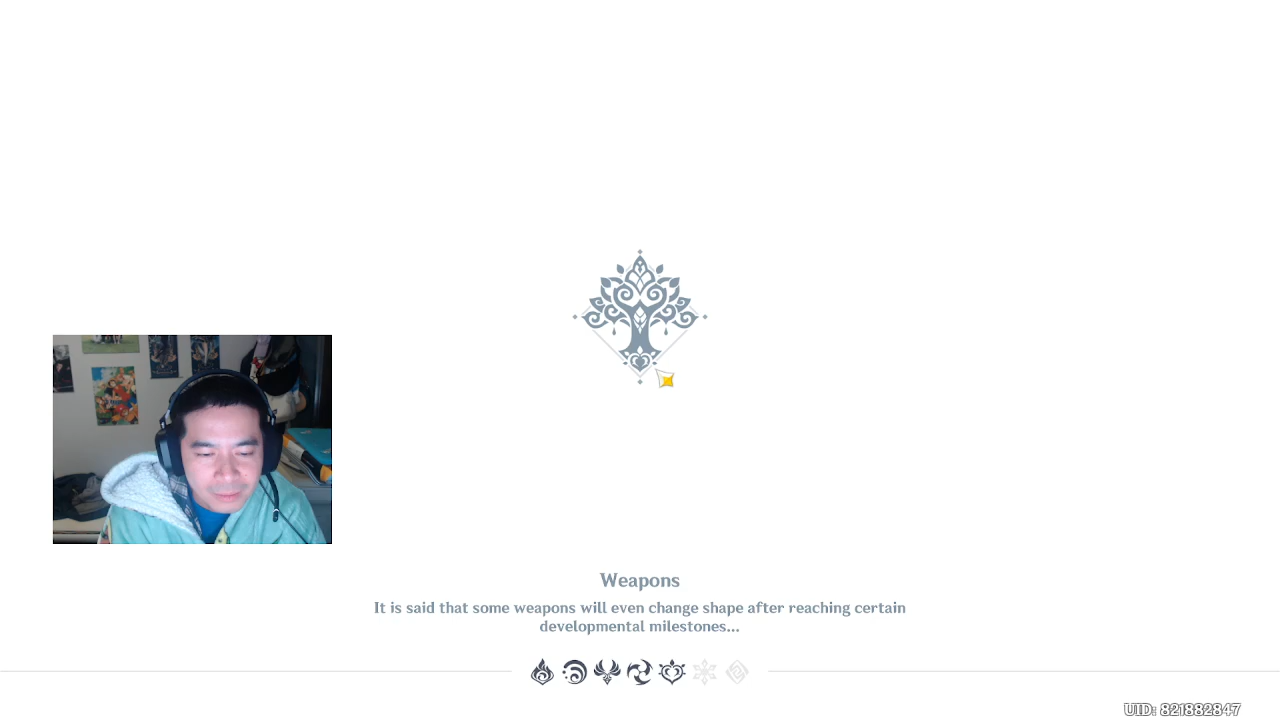 Weapons
It is said that some weapons will even change shape after reaching certain
developmental milestones...
UID: 821882847